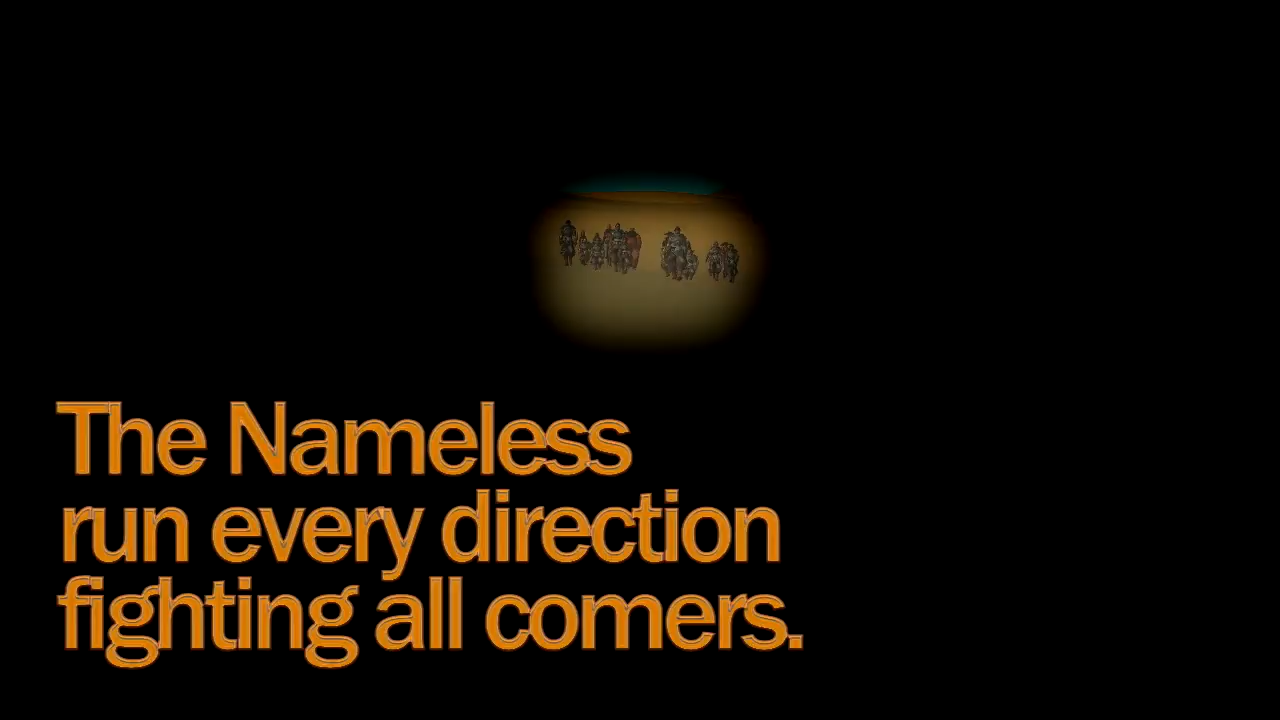 The Nameless
run every direction
fighting all comers.